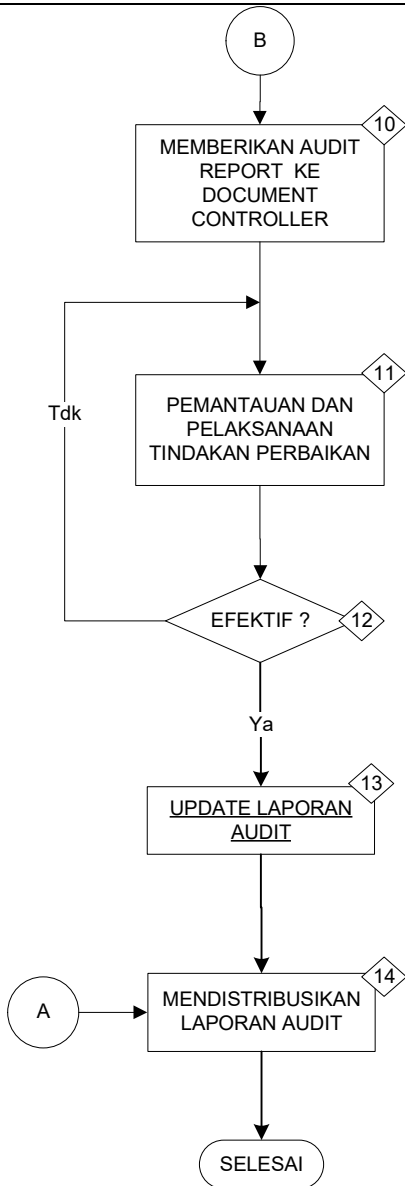 B
10
MEMBERIKAN AUDIT
REPORT KE
DOCUMENT
CONTROLLER
11
Tdk
PEMANTAUAN DAN
PELAKSANAAN
TINDAKAN PERBAIKAN
EFEKTIF ?
12
Ya
13
UPDATE LAPORAN
AUDIT
14
A
MENDISTRIBUSIKAN
LAPORAN AUDIT
SELESAI